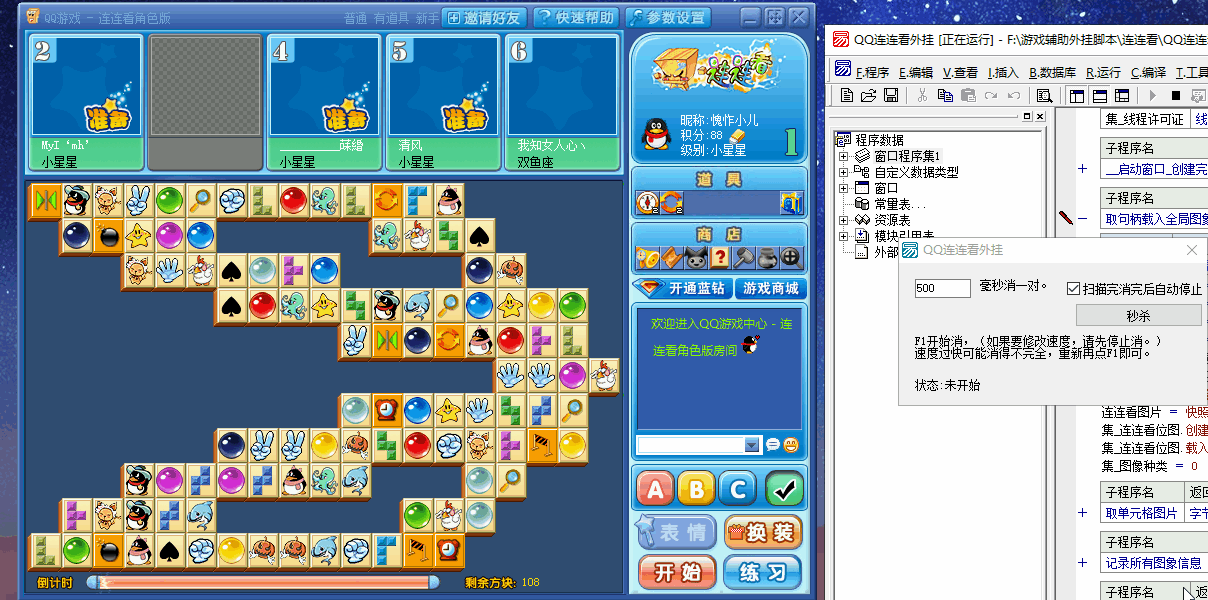 QQ游戏 - 连连看角色版
普通 有道具 新手
邀请好友
快速帮助
参数设置
2
4
5
6
准备
准备
准备
MyI ‘mh’
小星星
小星星
清风
小星星
我知女人心丶
双鱼座
连连看
昵称:愧怍小儿
积分:88
级别:小星星
1
道 具
2
2
商 店
开通蓝钻
游戏商城
欢迎进入QQ游戏中心 - 连
连看角色版房间
A
B
C
表 情
换 装
开 始
练 习
倒计时
剩余方块: 108
QQ连连看外挂 [正在运行] - F:\游戏辅助外挂脚本\连连看\QQ连连
F.程序
E.编辑
V.查看
I.插入
B.数据库
R.运行
C.编译
T.工具
程序数据
窗口程序集1
自定义数据类型
窗口
常量表...
资源表
模块引用表
外部
集_线程许可证
线
子程序名
__启动窗口_创建完
子程序名
取句柄载入全局图象
QQ连连看外挂
500
毫秒消一对。
扫描完消完后自动停止
秒杀
F1开始消，（如果要修改速度，请先停止消。）
速度过快可能消得不完全，重新再点F1即可。
状态:未开始
连连看图片 = 快照
集_连连看位图.创建
集_连连看位图.载入
集_图像种类 = 0
子程序名
返回
取单元格图片
字节
子程序名
记录所有图象信息
子程序名
返